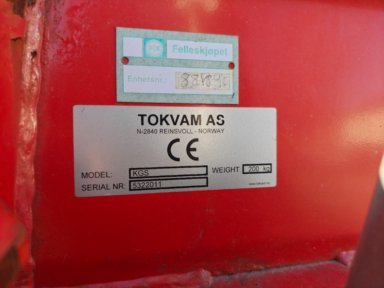 Felleskjøpet
Enhetsnr.:
TOKVAM AS
N-2840 REINSVOLL - NORWAY
CE
MODEL: KGS WEIGHT 200 kg
SERIAL NR: 5322011